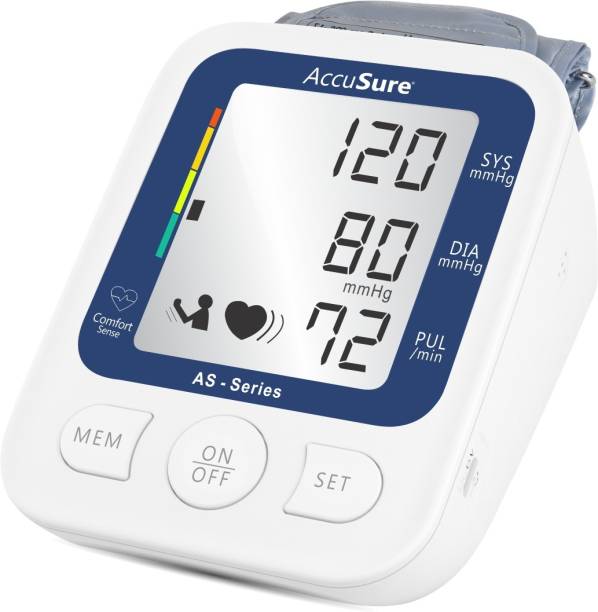 AccuSure®
120
SYS
mmHg
80
mmHg
DIA
mmHg
72
PUL
/min
Comfort
Sense
AS - Series
MEM
ON
OFF
SET